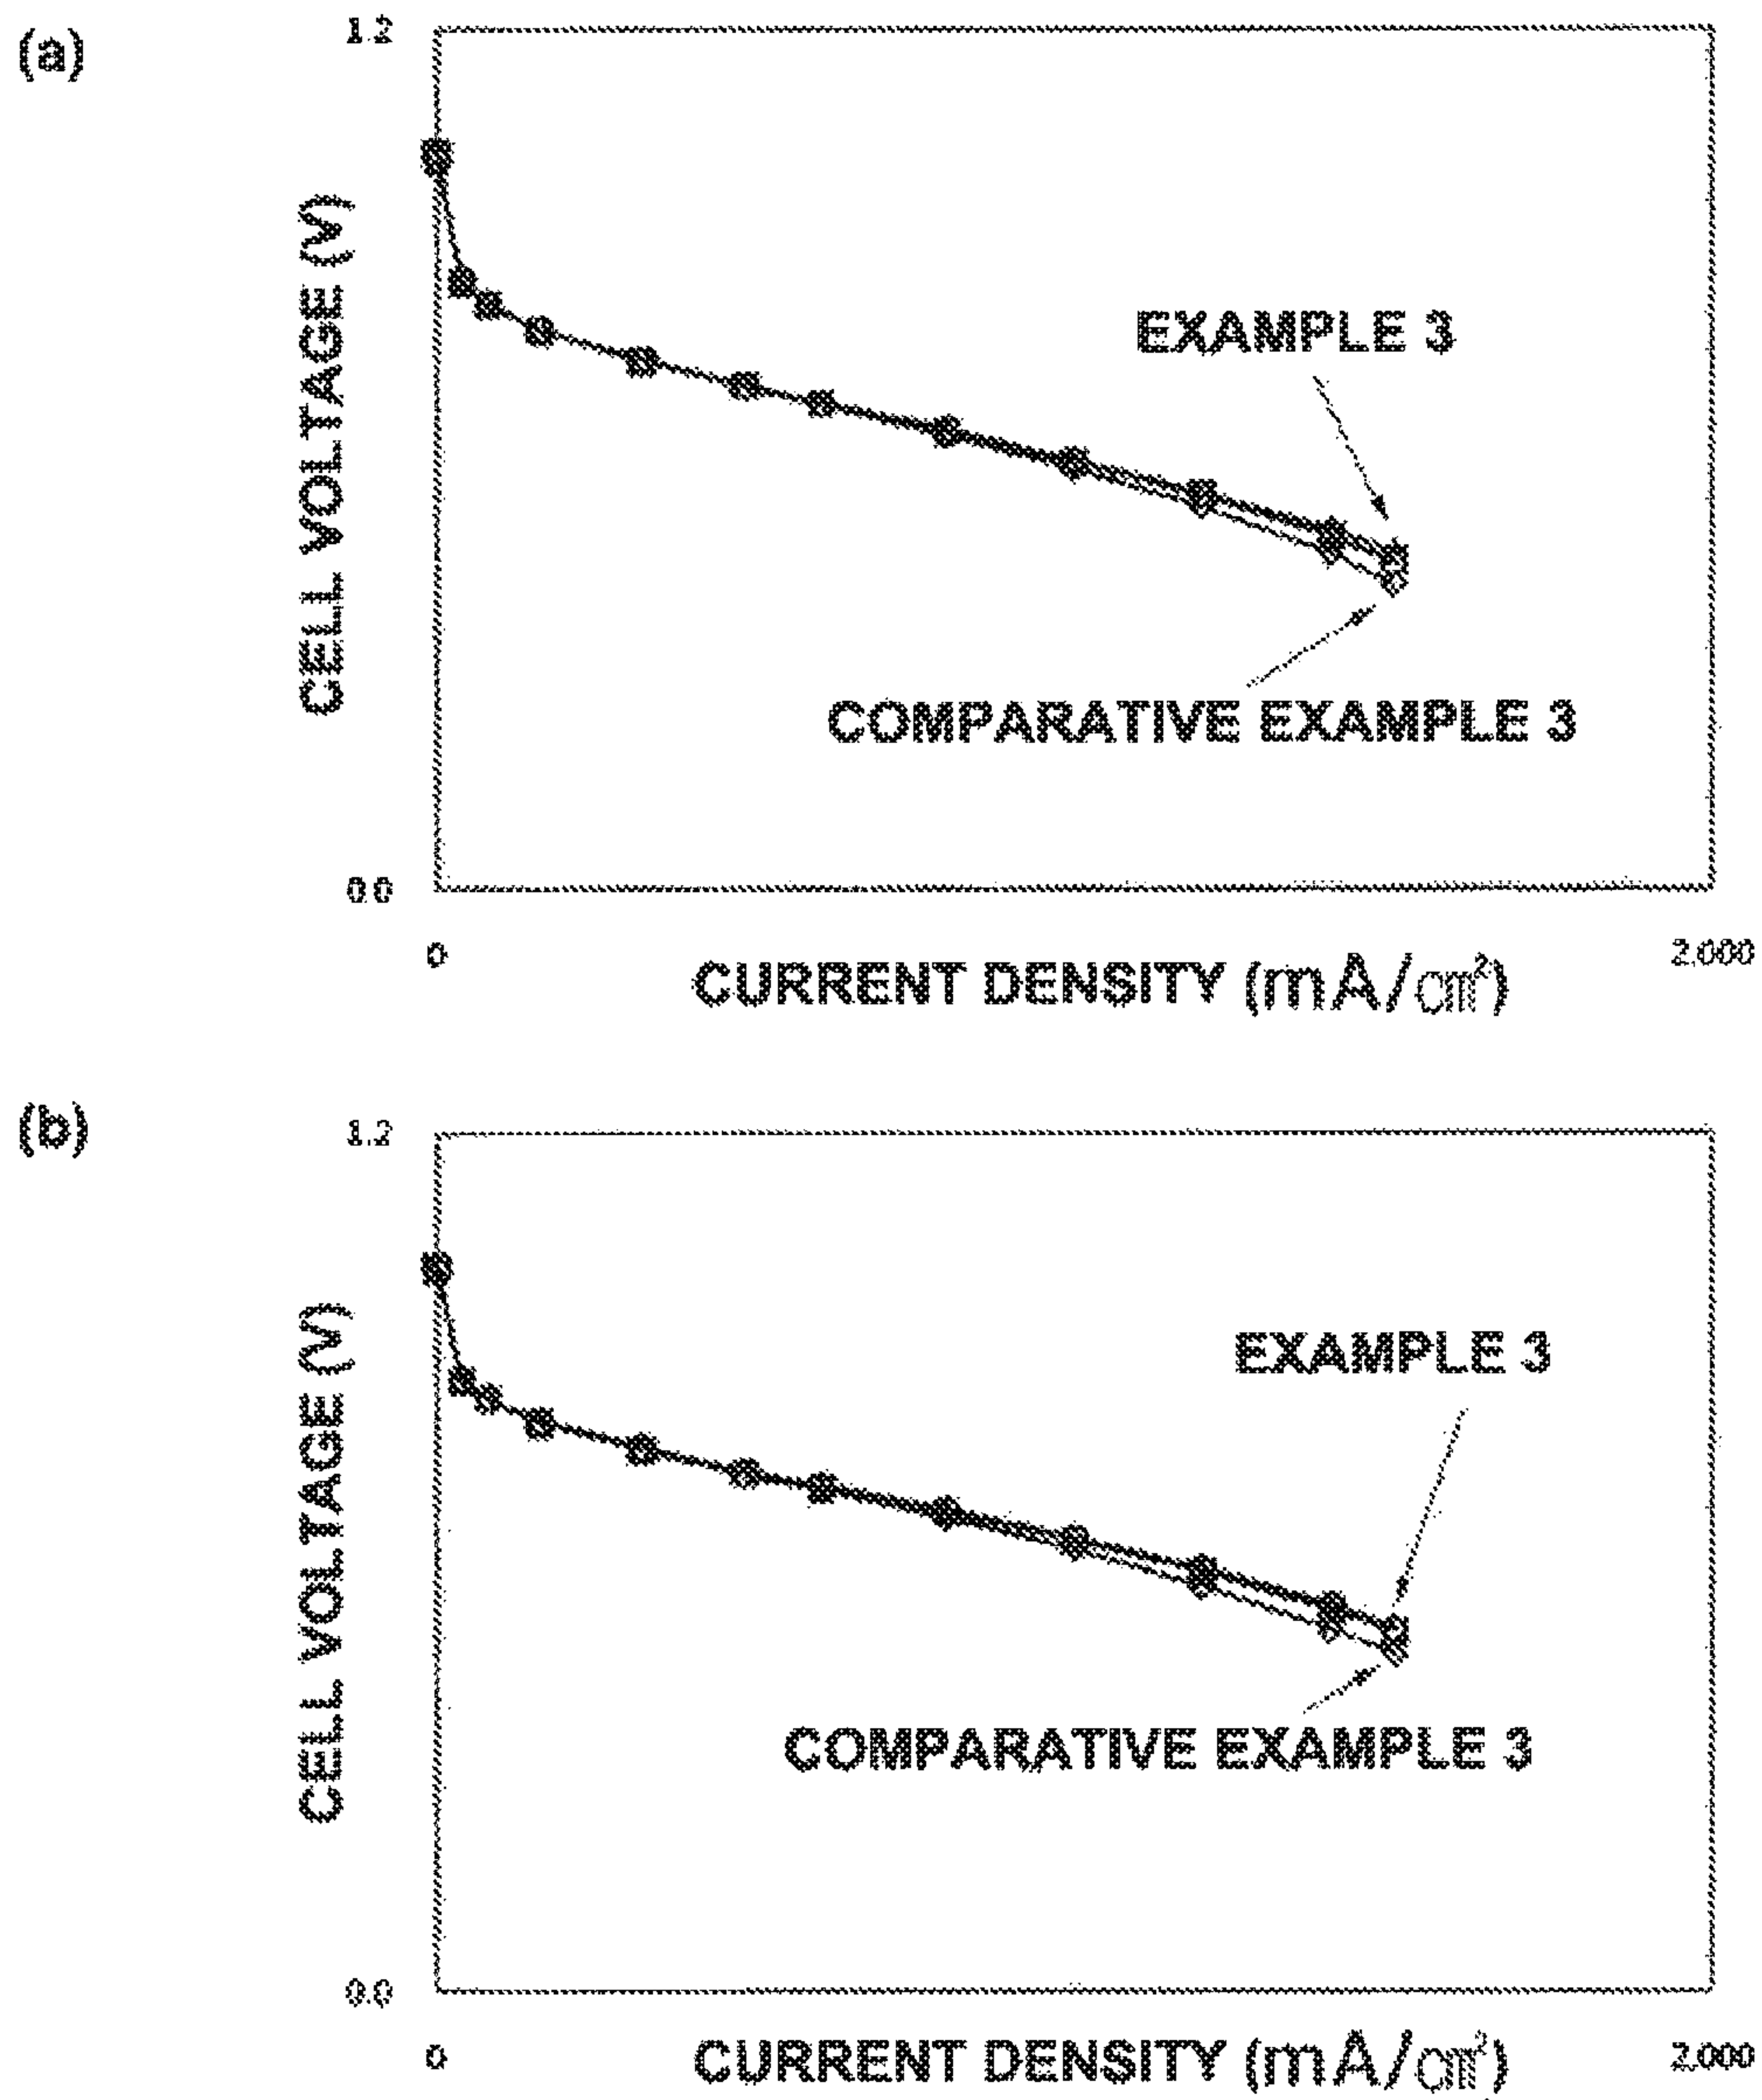 (a)
1.2
CELL VOLTAGE (V)
EXAMPLE 3
COMPARATIVE EXAMPLE 3
0.0
0
2,000
CURRENT DENSITY (mA/㎠)
(b)
1.2
CELL VOLTAGE (V)
EXAMPLE 3
COMPARATIVE EXAMPLE 3
0.0
0
2,000
CURRENT DENSITY (mA/㎠)